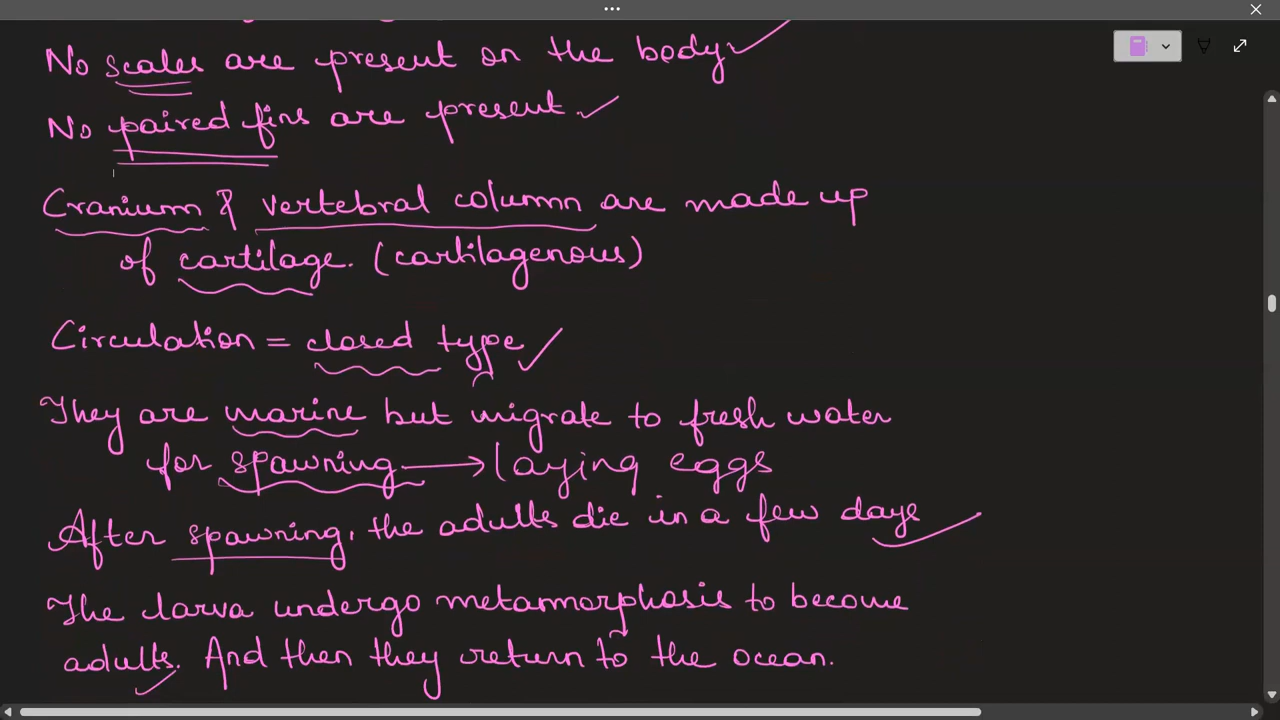 No scales are present on the body
No paired fins are present.
Cranium & vertebral column are made up
of cartilage. (cartilagenous)
Circulation = closed type
They are marine but migrate to fresh water
for spawning → laying eggs
After spawning, the adults die in a few days
The larva undergo metamorphosis to become
adults. And then they return to the ocean.